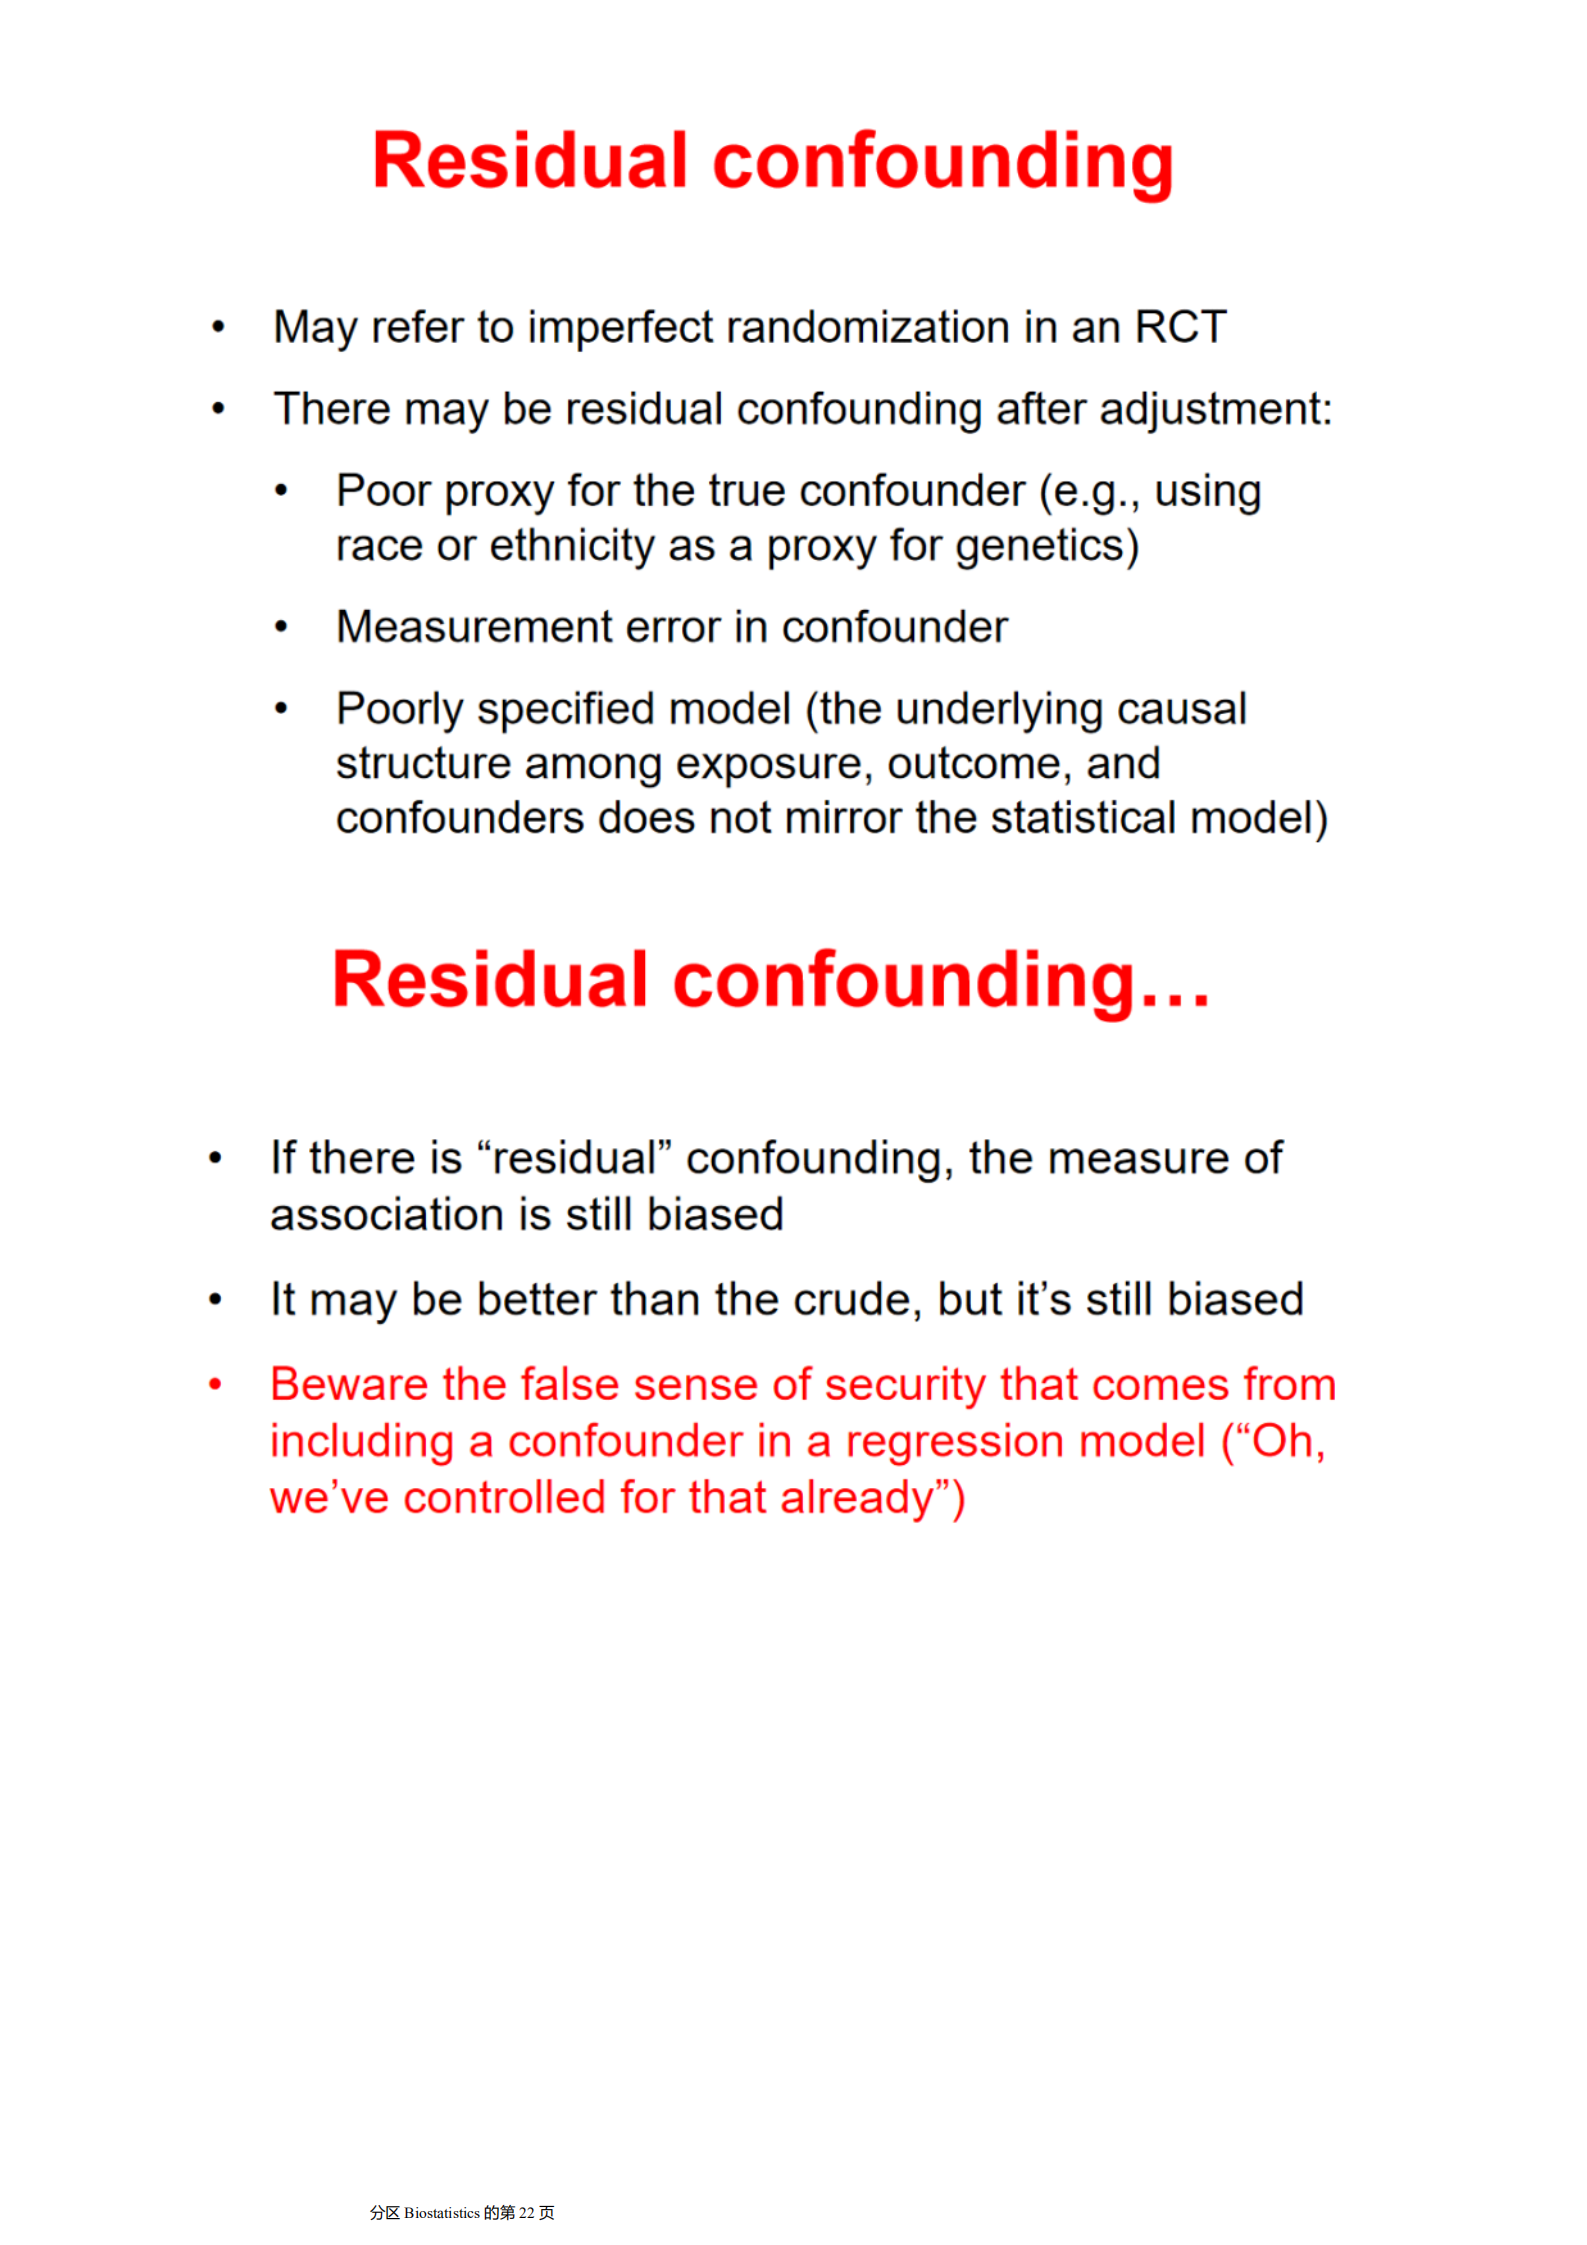 Residual confounding
• May refer to imperfect randomization in an RCT
• There may be residual confounding after adjustment:
• Poor proxy for the true confounder (e.g., using
race or ethnicity as a proxy for genetics)
• Measurement error in confounder
• Poorly specified model (the underlying causal
structure among exposure, outcome, and
confounders does not mirror the statistical model)
Residual confounding…
• If there is “residual” confounding, the measure of
association is still biased
• It may be better than the crude, but it’s still biased
• Beware the false sense of security that comes from
including a confounder in a regression model (“Oh,
we’ve controlled for that already”)
分区 Biostatistics 的第 22 页